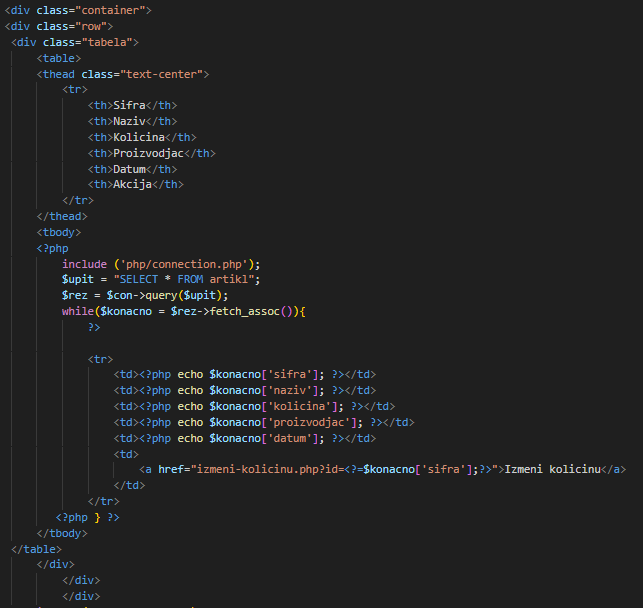 <div class="container">
<div class="row">
<div class="tabela">
<table>
<thead class="text-center">
<tr>
<th>Sifra</th>
<th>Naziv</th>
<th>Kolicina</th>
<th>Proizvodjac</th>
<th>Datum</th>
<th>Akcija</th>
</tr>
</thead>
<tbody>
<?php
include ('php/connection.php');
$upit = "SELECT * FROM artikl";
$rez = $con->query($upit);
while($konacno = $rez->fetch_assoc()){
?>
<tr>
<td><?php echo $konacno['sifra']; ?></td>
<td><?php echo $konacno['naziv']; ?></td>
<td><?php echo $konacno['kolicina']; ?></td>
<td><?php echo $konacno['proizvodjac']; ?></td>
<td><?php echo $konacno['datum']; ?></td>
<td>
<a href="izmeni-kolicinu.php?id=<?=$konacno['sifra'];?>">Izmeni kolicinu</a>
</td>
</tr>
<?php } ?>
</tbody>
</table>
</div>
</div>
</div>